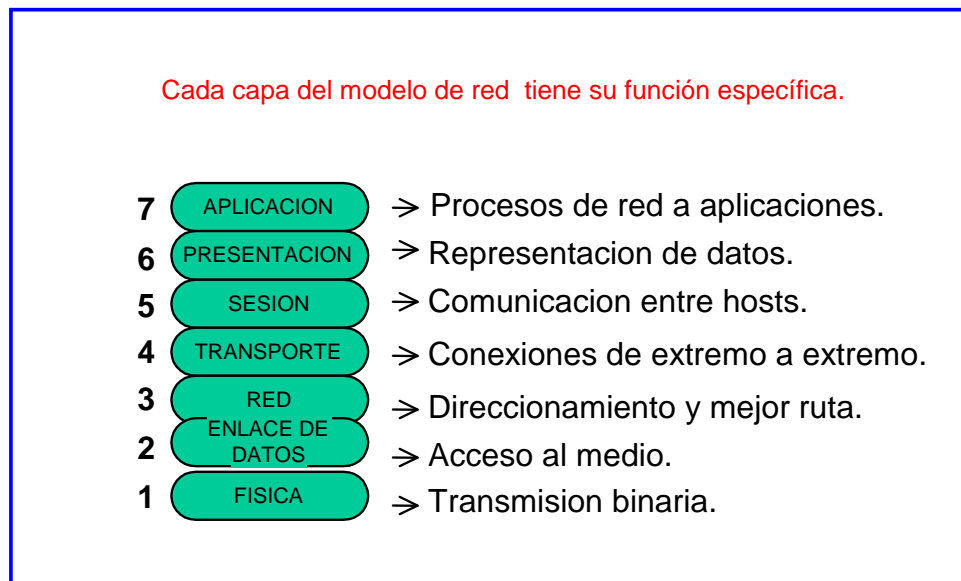 Cada capa del modelo de red tiene su función específica.
7 APLICACION → Procesos de red a aplicaciones.
6 PRESENTACION → Representacion de datos.
5 SESION → Comunicacion entre hosts.
4 TRANSPORTE → Conexiones de extremo a extremo.
3 RED → Direccionamiento y mejor ruta.
2 ENLACE DE DATOS → Acceso al medio.
1 FISICA → Transmision binaria.